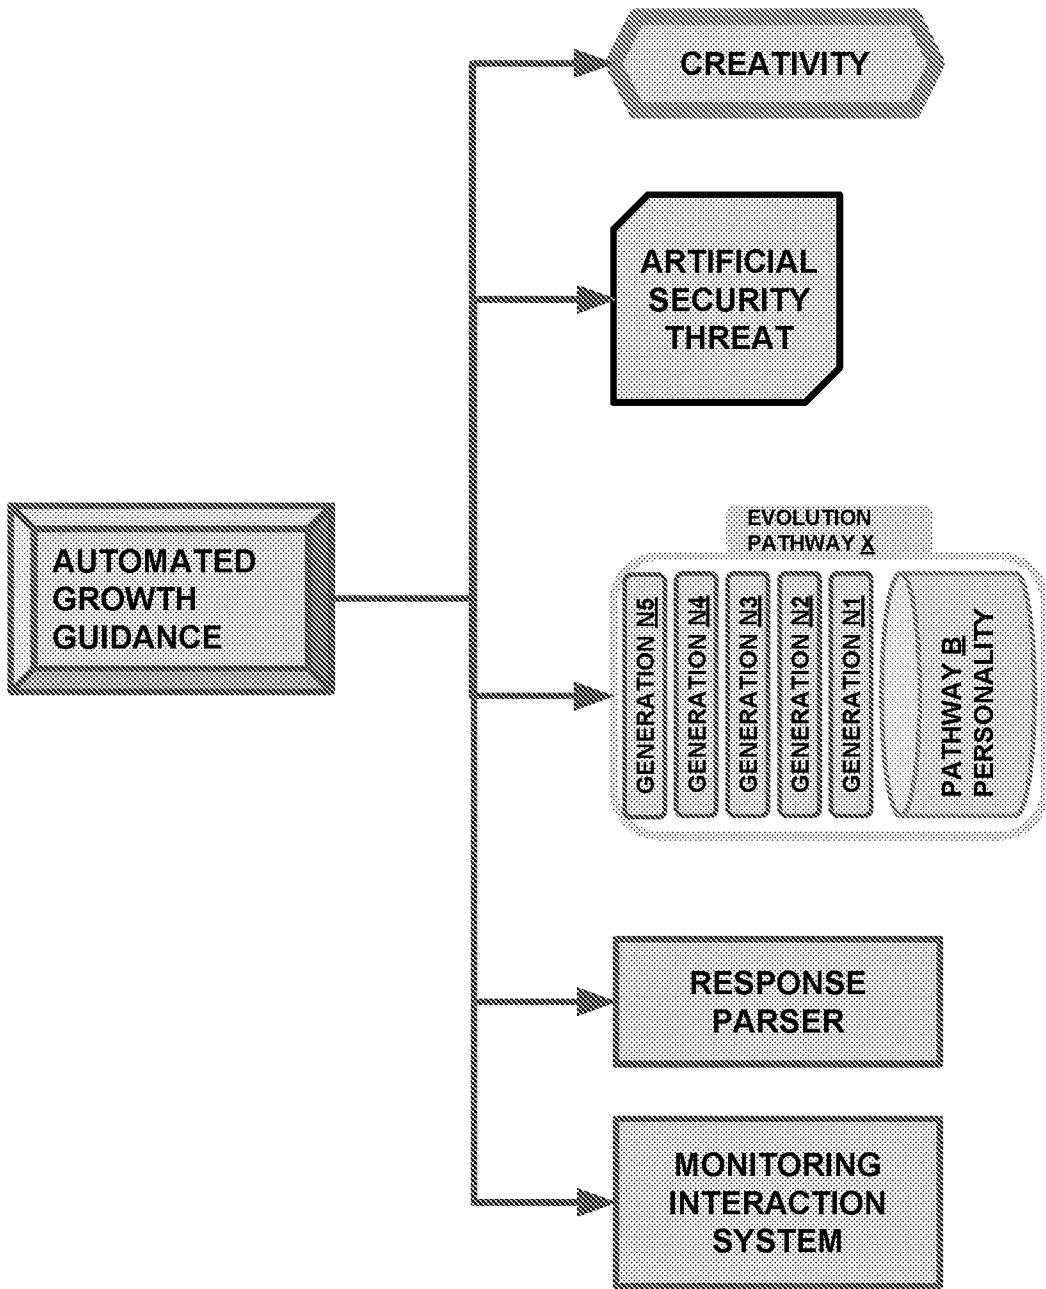 CREATIVITY
ARTIFICIAL
SECURITY
THREAT
AUTOMATED
GROWTH
GUIDANCE
EVOLUTION
PATHWAY X
GENERATION N5
GENERATION N4
GENERATION N3
GENERATION N2
GENERATION N1
PATHWAY B
PERSONALITY
RESPONSE
PARSER
MONITORING
INTERACTION
SYSTEM